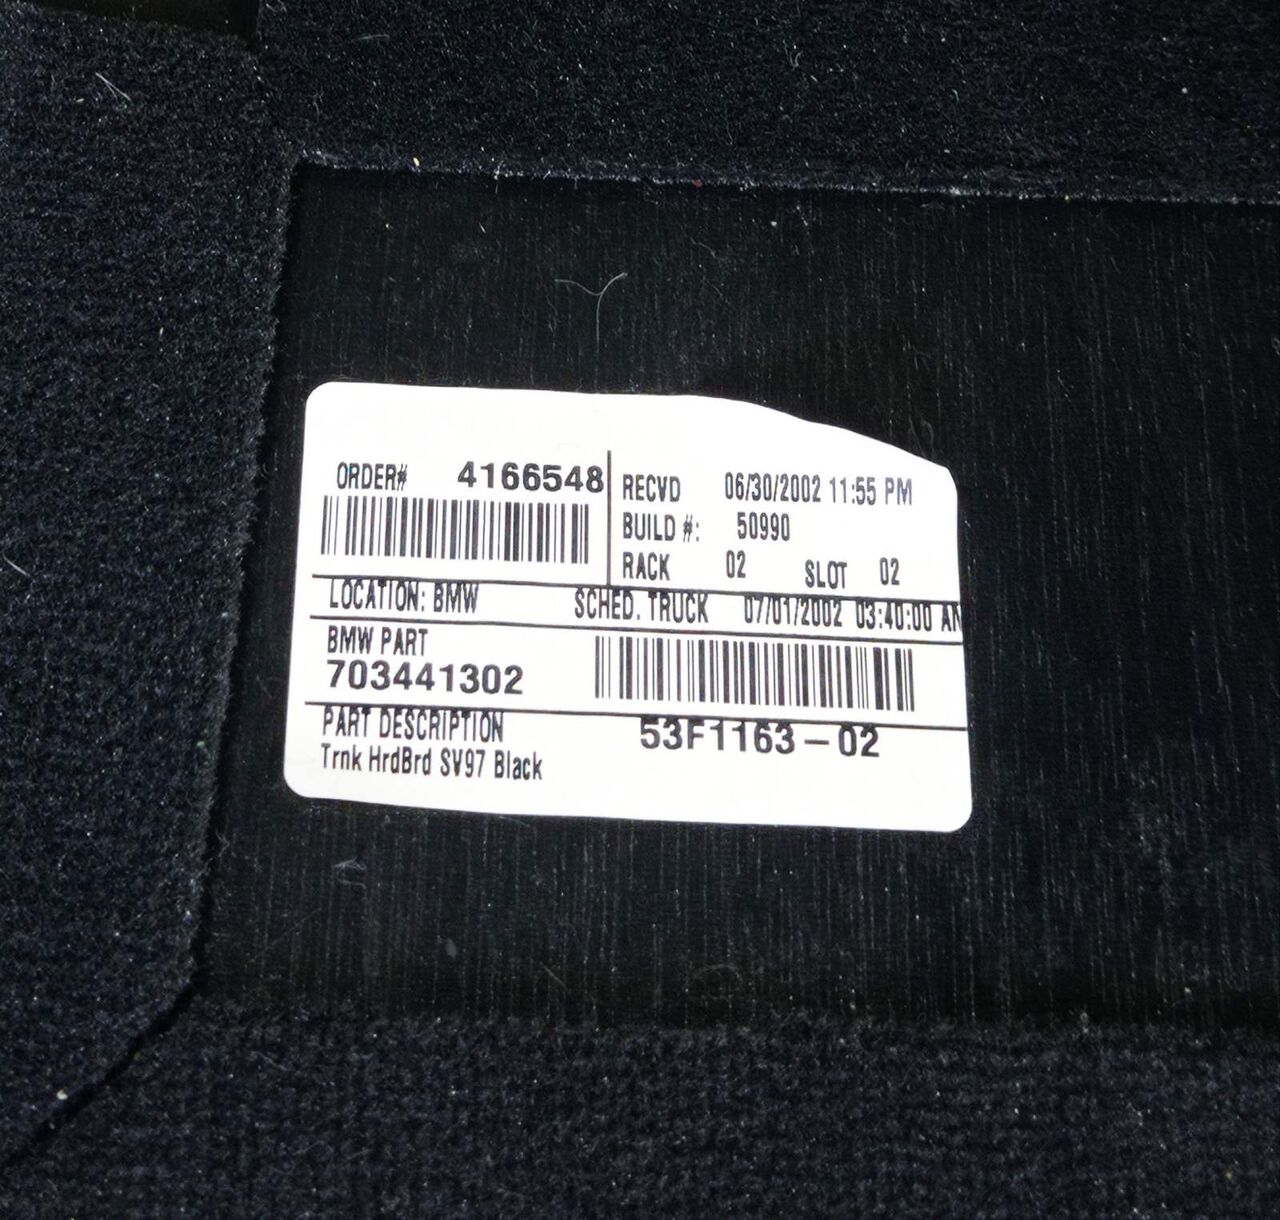 ORDER# 4166548
RECVD 06/30/2002 11:55 PM
BUILD #: 50990
RACK 02 SLOT 02
LOCATION: BMW SCHED. TRUCK 07/01/2002 03:40:00 AM
BMW PART
703441302
PART DESCRIPTION 53F1163-02
Trnk HrdBrd SV97 Black